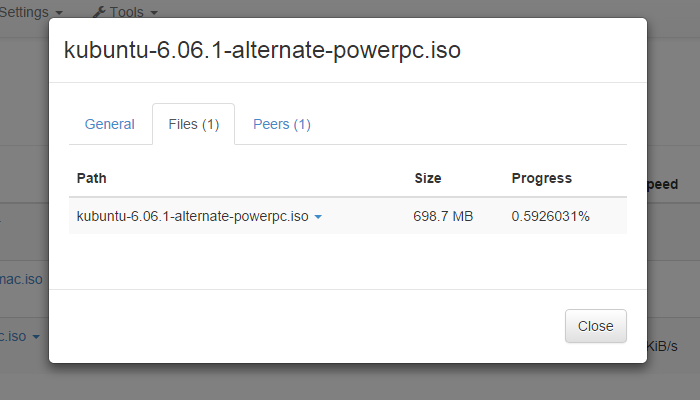 Settings Tools
kubuntu-6.06.1-alternate-powerpc.iso
General Files (1) Peers (1)
peed
Path Size Progress
kubuntu-6.06.1-alternate-powerpc.iso 698.7 MB 0.5926031%
mac.iso
c.iso
Close
KiB/s